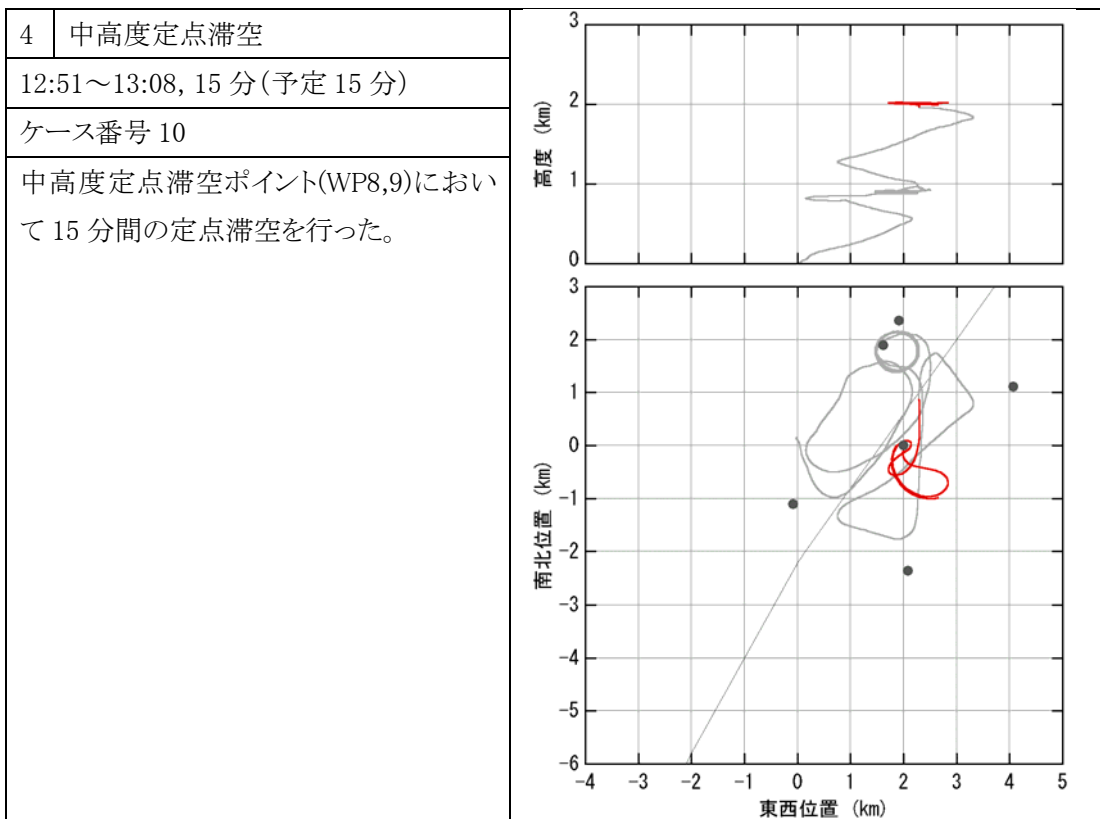 4 中高度定点滞空
12:51～13:08, 15 分(予定 15 分)
ケース番号 10
中高度定点滞空ポイント(WP8,9)におい
て 15 分間の定点滞空を行った。
3
2
1
0
高度 (km)
3
2
1
0
-1
-2
-3
-4
-5
-6
南北位置 (km)
-4 -3 -2 -1 0 1 2 3 4 5
東西位置 (km)